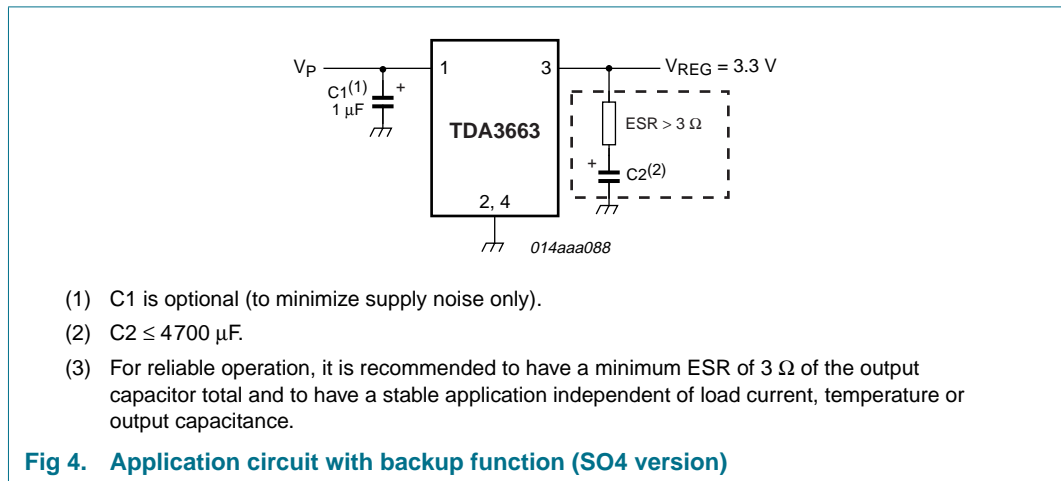 VP
C1(1)
1 μF
+
1
3
TDA3663
2, 4
VREG = 3.3 V
ESR > 3 Ω
+
C2(2)
014aaa088
(1) C1 is optional (to minimize supply noise only).
(2) C2 ≤ 4700 μF.
(3) For reliable operation, it is recommended to have a minimum ESR of 3 Ω of the output
capacitor total and to have a stable application independent of load current, temperature or
output capacitance.
Fig 4. Application circuit with backup function (SO4 version)